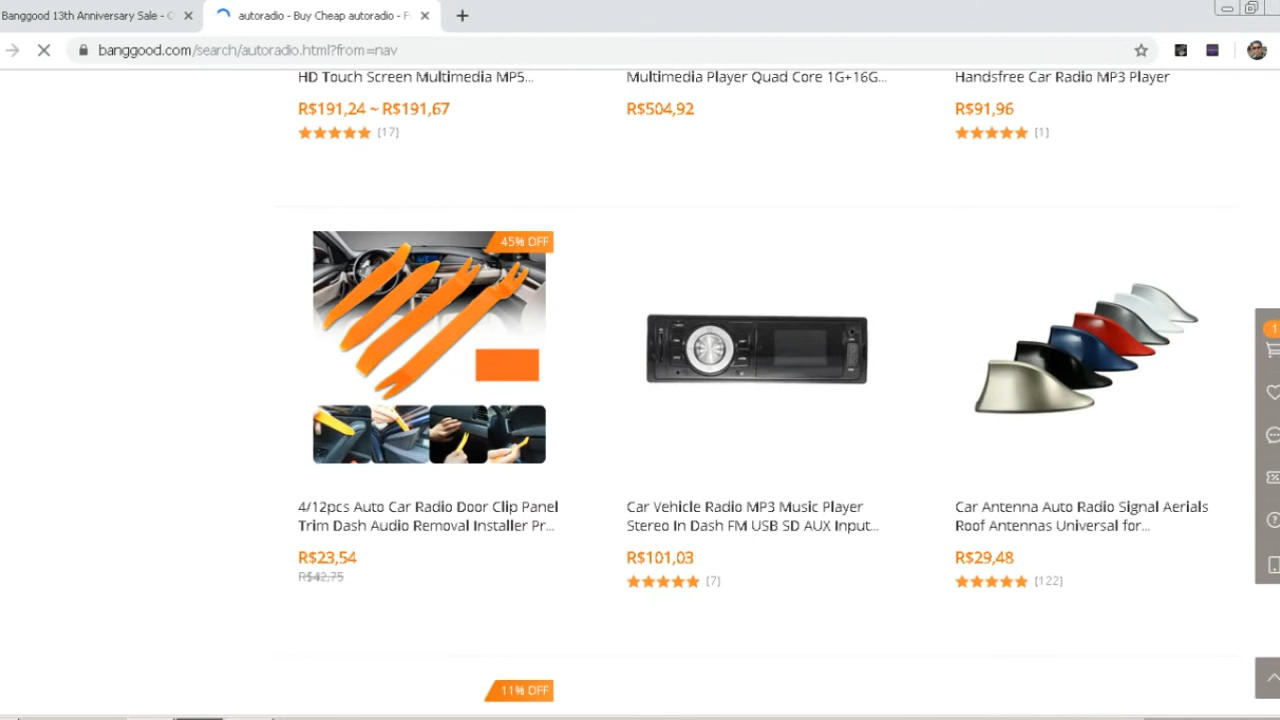 Banggood 13th Anniversary Sale - O
autoradio - Buy Cheap autoradio - F
banggood.com/search/autoradio.html?from=nav
HD Touch Screen Multimedia MP5...
Multimedia Player Quad Core 1G+16G...
Handsfree Car Radio MP3 Player
R$191,24 ~ R$191,67
R$504,92
R$91,96
(17)
(1)
45% OFF
1
4/12pcs Auto Car Radio Door Clip Panel
Trim Dash Audio Removal Installer Pr...
Car Vehicle Radio MP3 Music Player
Stereo In Dash FM USB SD AUX Input...
Car Antenna Auto Radio Signal Aerials
Roof Antennas Universal for...
R$23,54
R$42,75
R$101,03
(7)
R$29,48
(122)
11% OFF